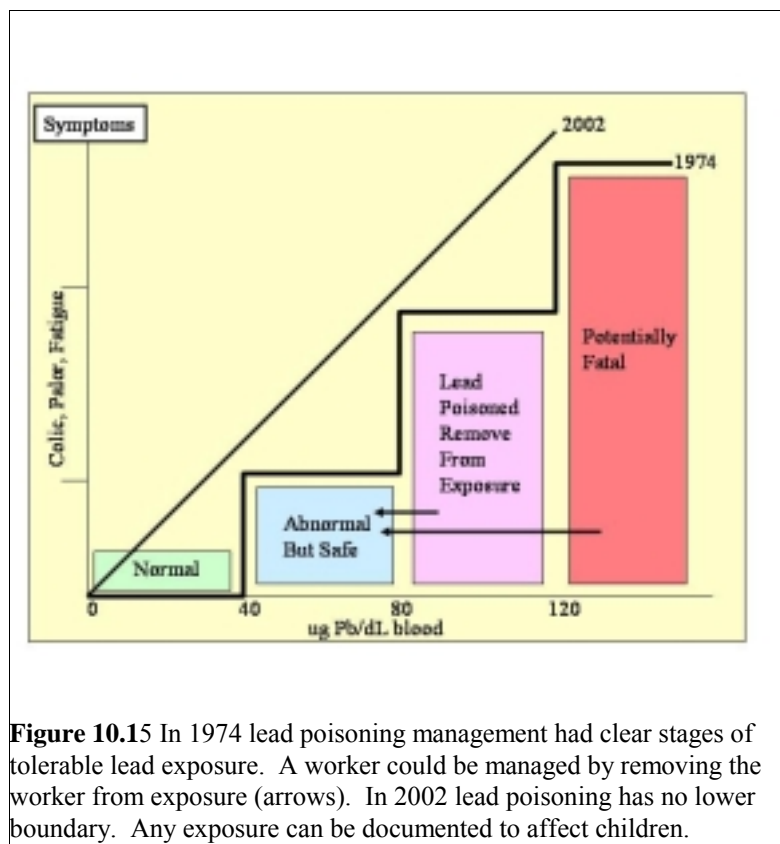 Symptoms
2002
1974
Colic, Palor, Fatigue
Potentially
Fatal
Lead
Poisoned
Remove
From
Exposure
Abnormal
But Safe
Normal
0 40 80 120
ug Pb/dL blood
Figure 10.15 In 1974 lead poisoning management had clear stages of
tolerable lead exposure. A worker could be managed by removing the
worker from exposure (arrows). In 2002 lead poisoning has no lower
boundary. Any exposure can be documented to affect children.